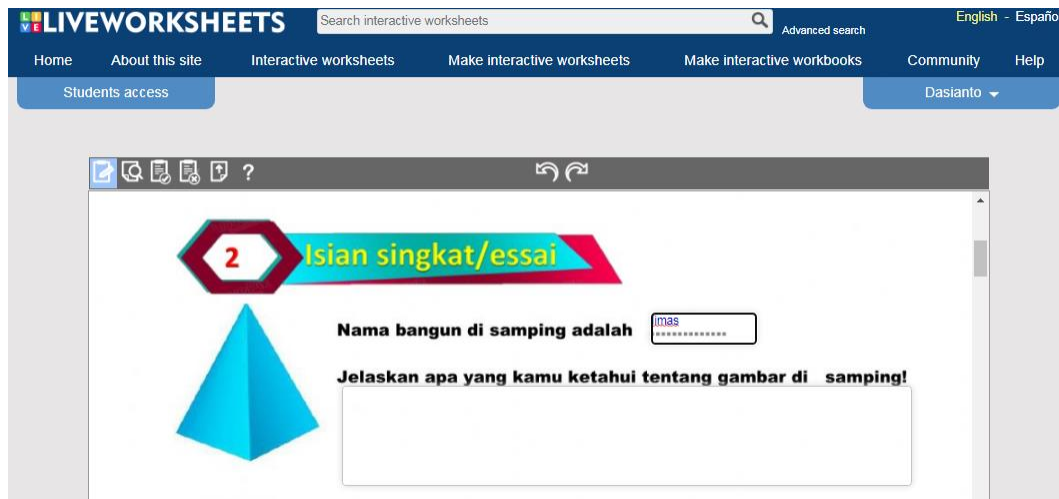 LIVE LIVEWORKSHEETS
Search interactive worksheets
Advanced search
English - Españo
Home About this site Interactive worksheets Make interactive worksheets Make interactive workbooks Community Help
Students access
Dasianto
?
2 Isian singkat/essai
Nama bangun di samping adalah imas
Jelaskan apa yang kamu ketahui tentang gambar di samping!